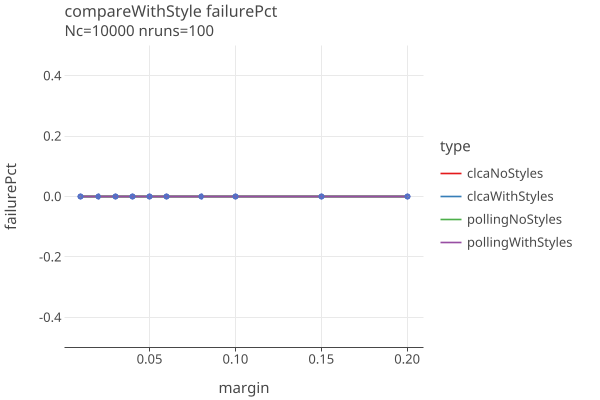 compareWithStyle failurePct
Nc=10000 nruns=100
failurePct
0.4
0.2
0.0
-0.2
-0.4
0.05
0.10
0.15
0.20
margin
type
clcaNoStyles
clcaWithStyles
pollingNoStyles
pollingWithStyles